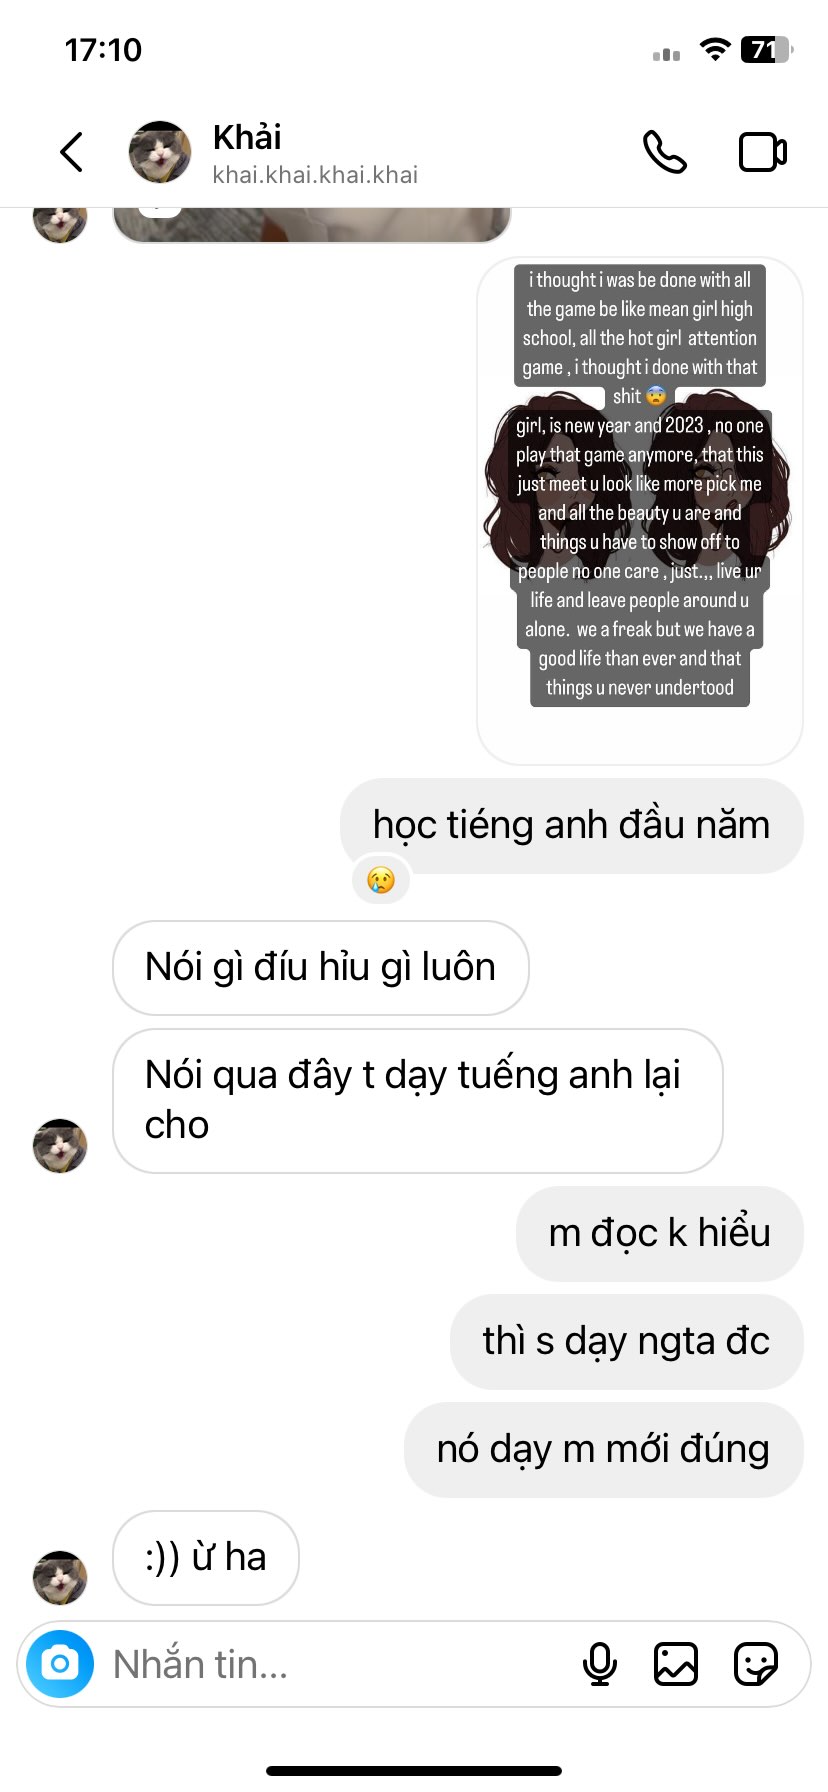 17:10
71
Khải
khai.khai.khai.khai
i thought i was be done with all
the game be like mean girl high
school, all the hot girl attention
game , i thought i done with that
shit 😨
girl, is new year and 2023 , no one
play that game anymore, that this
just meet u look like more pick me
and all the beauty u are and
things u have to show off to
people no one care , just.,, live ur
life and leave people around u
alone. we a freak but we have a
good life than ever and that
things u never undertood
học tiéng anh đầu năm
😢
Nói gì đíu hỉu gì luôn
Nói qua đây t dạy tuếng anh lại
cho
m đọc k hiểu
thì s dạy ngta đc
nó dạy m mới đúng
:)) ừ ha
Nhắn tin...